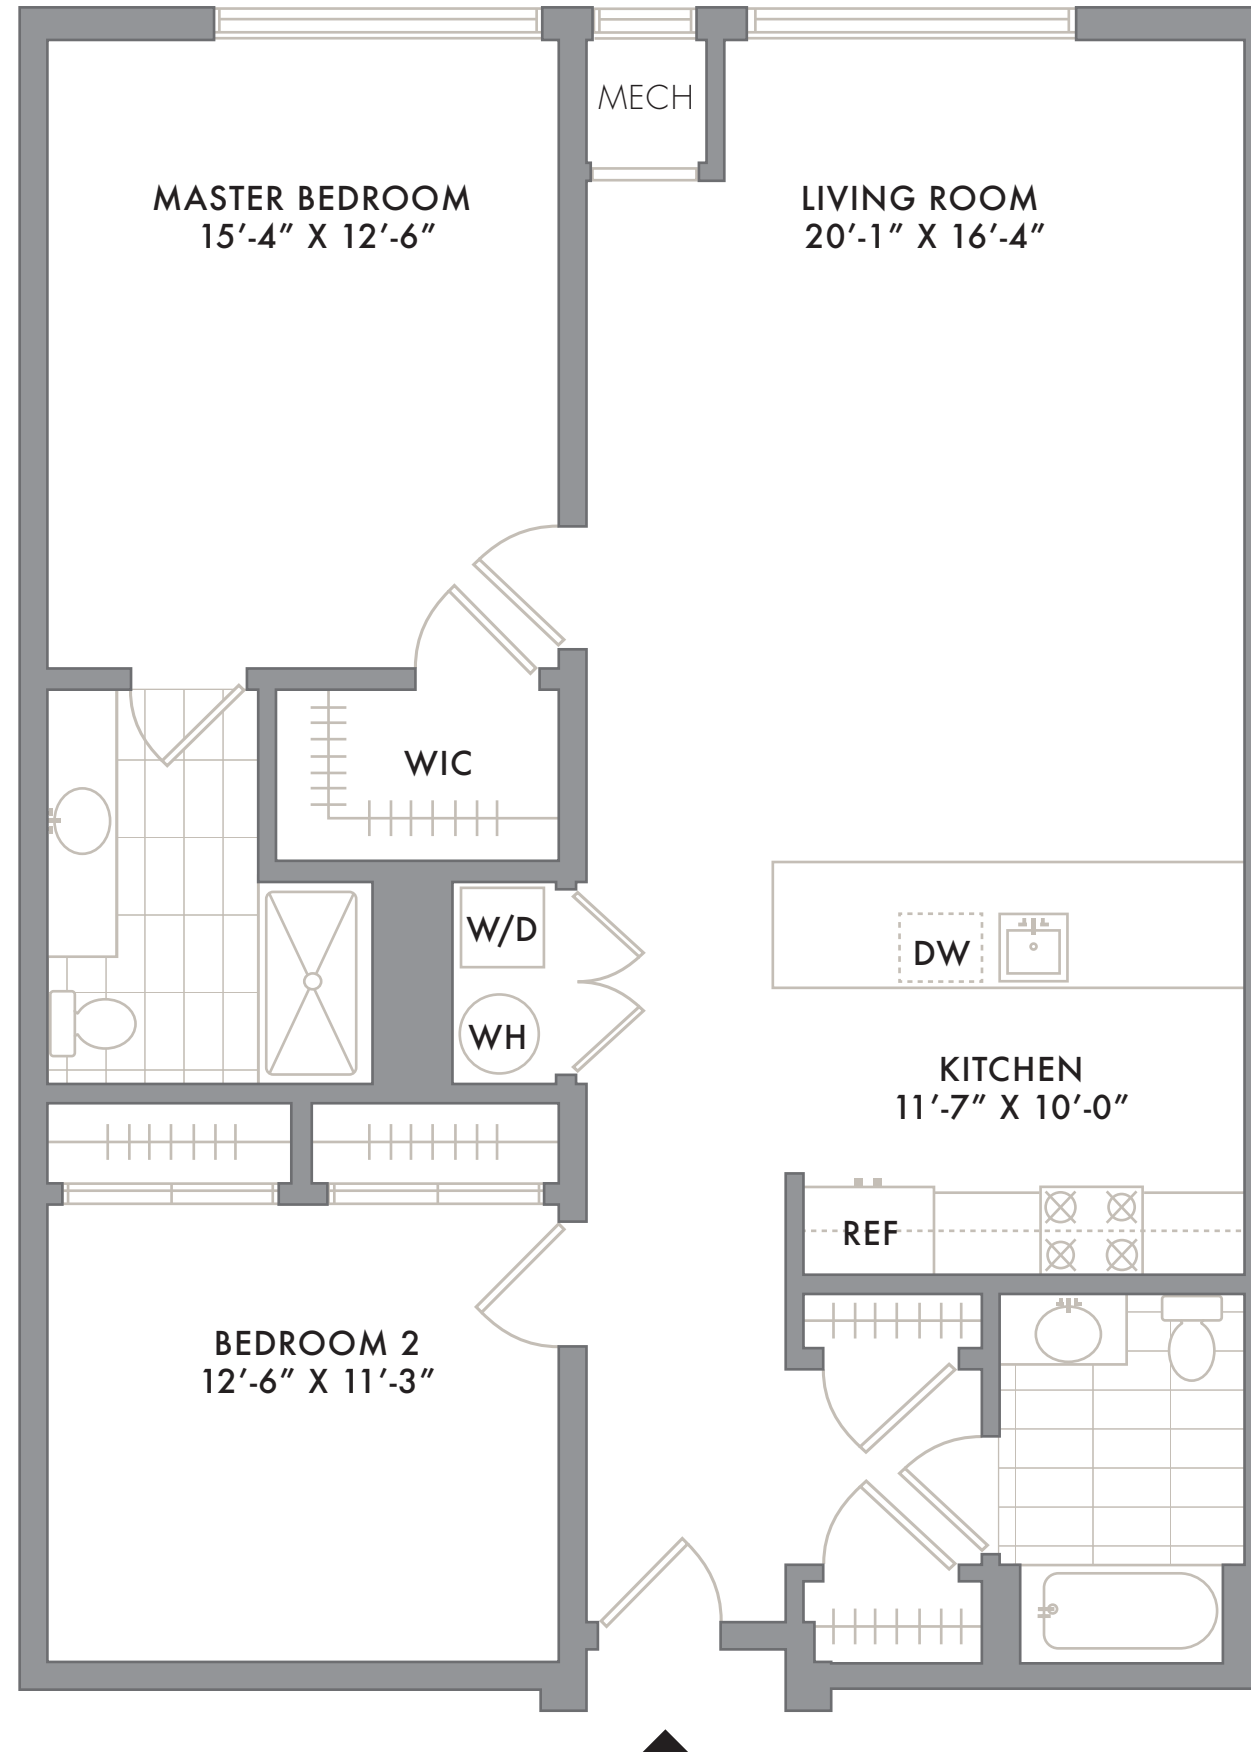 MECH
MASTER BEDROOM
15'-4" X 12'-6"
LIVING ROOM
20'-1" X 16'-4"
WIC
W/D
DW
WH
KITCHEN
11'-7" X 10'-0"
REF
BEDROOM 2
12'-6" X 11'-3"